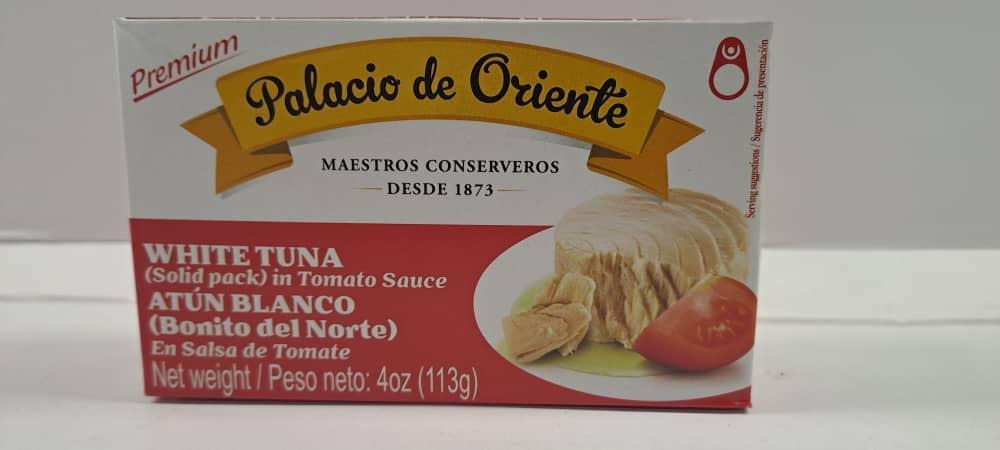 Premium
Palacio de Oriente
MAESTROS CONSERVEROS
DESDE 1873
Serving suggestions / Sugerencia de presentación
WHITE TUNA
(Solid pack) in Tomato Sauce
ATÚN BLANCO
(Bonito del Norte)
En Salsa de Tomate
Net weight / Peso neto: 4oz (113g)